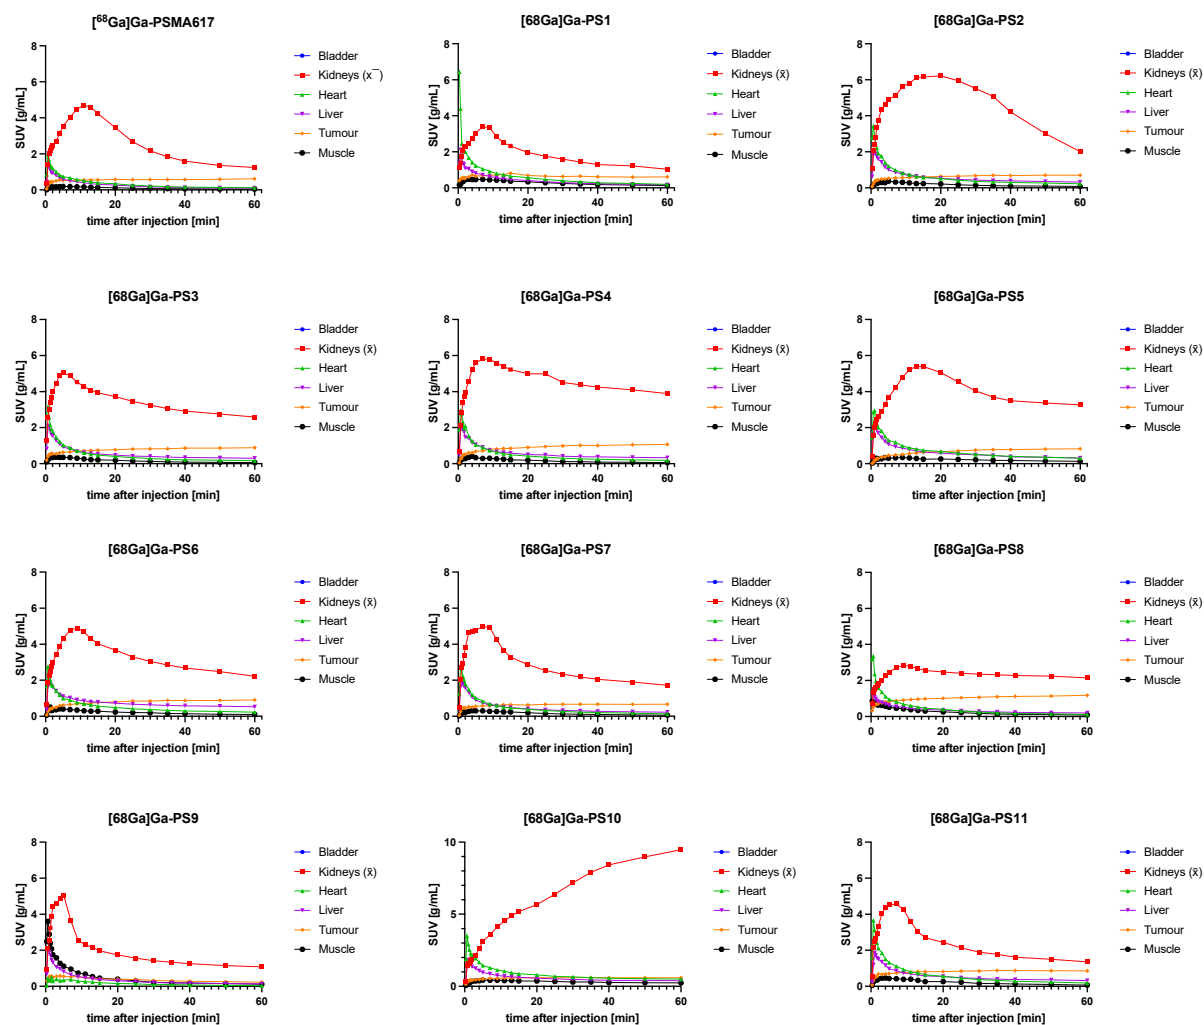 [⁶⁸Ga]Ga-PSMA617
SUV [g/mL]
8
6
4
2
0
0 20 40 60
time after injection [min]
Bladder
Kidneys (x¯)
Heart
Liver
Tumour
Muscle
[68Ga]Ga-PS1
SUV [g/mL]
8
6
4
2
0
0 20 40 60
time after injection [min]
Bladder
Kidneys (x̄)
Heart
Liver
Tumour
Muscle
[68Ga]Ga-PS2
SUV [g/mL]
8
6
4
2
0
0 20 40 60
time after injection [min]
Bladder
Kidneys (x̄)
Heart
Liver
Tumour
Muscle
[68Ga]Ga-PS3
SUV [g/mL]
8
6
4
2
0
0 20 40 60
time after injection [min]
Bladder
Kidneys (x̄)
Heart
Liver
Tumour
Muscle
[68Ga]Ga-PS4
SUV [g/mL]
8
6
4
2
0
0 20 40 60
time after injection [min]
Bladder
Kidneys (x̄)
Heart
Liver
Tumour
Muscle
[68Ga]Ga-PS5
SUV [g/mL]
8
6
4
2
0
0 20 40 60
time after injection [min]
Bladder
Kidneys (x̄)
Heart
Liver
Tumour
Muscle
[68Ga]Ga-PS6
SUV [g/mL]
8
6
4
2
0
0 20 40 60
time after injection [min]
Bladder
Kidneys (x̄)
Heart
Liver
Tumour
Muscle
[68Ga]Ga-PS7
SUV [g/mL]
8
6
4
2
0
0 20 40 60
time after injection [min]
Bladder
Kidneys (x̄)
Heart
Liver
Tumour
Muscle
[68Ga]Ga-PS8
SUV [g/mL]
8
6
4
2
0
0 20 40 60
time after injection [min]
Bladder
Kidneys (x̄)
Heart
Liver
Tumour
Muscle
[68Ga]Ga-PS9
SUV [g/mL]
8
6
4
2
0
0 20 40 60
time after injection [min]
Bladder
Kidneys (x̄)
Heart
Liver
Tumour
Muscle
[68Ga]Ga-PS10
SUV [g/mL]
10
5
0
0 20 40 60
time after injection [min]
Bladder
Kidneys (x̄)
Heart
Liver
Tumour
Muscle
[68Ga]Ga-PS11
SUV [g/mL]
8
6
4
2
0
0 20 40 60
time after injection [min]
Bladder
Kidneys (x̄)
Heart
Liver
Tumour
Muscle